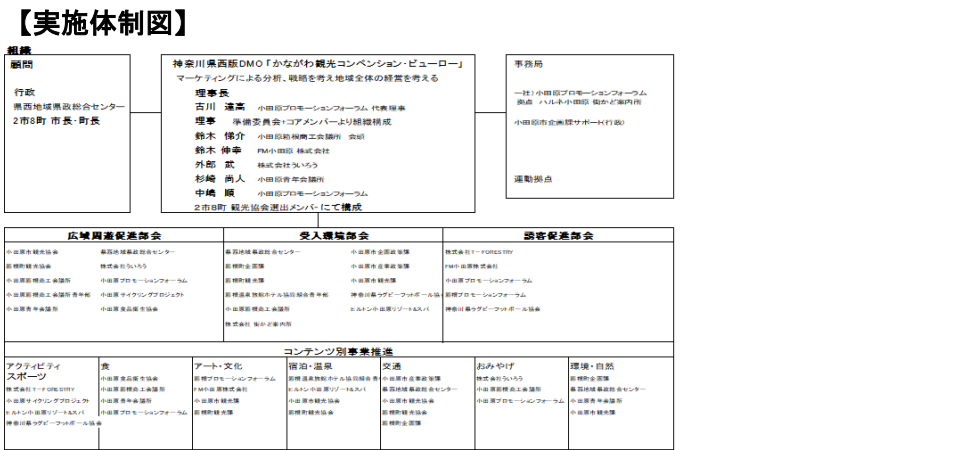 【実施体制図】
組織
顧問
行政
県西地域県政総合センター
2市8町 市長・町長
神奈川県西版DMO「かながわ観光コンベンション・ビューロー」
マーケティングによる分析、戦略を考え地域全体の経営を考える
理事長
古川 達高 小田原プロモーションフォーラム 代表理事
理事 準備委員会+コアメンバーより組織構成
鈴木 悌介 小田原箱根商工会議所 会頭
鈴木 伸幸 FM小田原 株式会社
外郎 武 株式会社ういろう
杉崎 尚人 小田原青年会議所
中嶋 順 小田原プロモーションフォーラム
2市8町 観光協会選出メンバーにて構成
事務局
一社)小田原プロモーションフォーラム
拠点 ハルネ小田原 街かど案内所
小田原市企画課サポート(行政)
運動拠点
広域周遊促進部会
小田原市観光協会 県西地域県政総合センター
箱根町観光協会 株式会社ういろう
小田原箱根商工会議所 小田原プロモーションフォーラム
小田原箱根商工会議所青年部 小田原サイクリングプロジェクト
小田原青年会議所 小田原食品衛生協会
受入環境部会
県西地域県政総合センター 小田原市企画政策課
箱根町企画課 小田原市産業政策課
箱根町観光課 小田原市観光課
箱根温泉旅館ホテル協同組合青年部 神奈川県ラグビーフットボール協会
小田原箱根商工会議所 ヒルトン小田原リゾート&スパ
株式会社 街かど案内所
誘客促進部会
株式会社T-FORESTRY
FM小田原株式会社
小田原プロモーションフォーラム
箱根プロモーションフォーラム
神奈川県ラグビーフットボール協会
コンテンツ別事業推進
アクティビティ
スポーツ
株式会社T-FORESTRY
小田原サイクリングプロジェクト
ヒルトン小田原リゾート&スパ
神奈川県ラグビーフットボール協会
食
小田原食品衛生協会
小田原箱根商工会議所
小田原青年会議所
小田原プロモーションフォーラム
アート・文化
箱根プロモーションフォーラム
FM小田原株式会社
小田原市観光課
箱根町観光課
宿泊・温泉
箱根温泉旅館ホテル協同組合青
ヒルトン小田原リゾート&スパ
小田原市観光協会
箱根町観光協会
交通
小田原市産業政策課
県西地域県政総合センター
小田原市観光協会
箱根町観光協会
箱根町企画課
おみやげ
株式会社ういろう
小田原箱根商工会議所
小田原プロモーションフォーラム
環境・自然
箱根町企画課
県西地域県政総合センター
小田原青年会議所
小田原市観光課